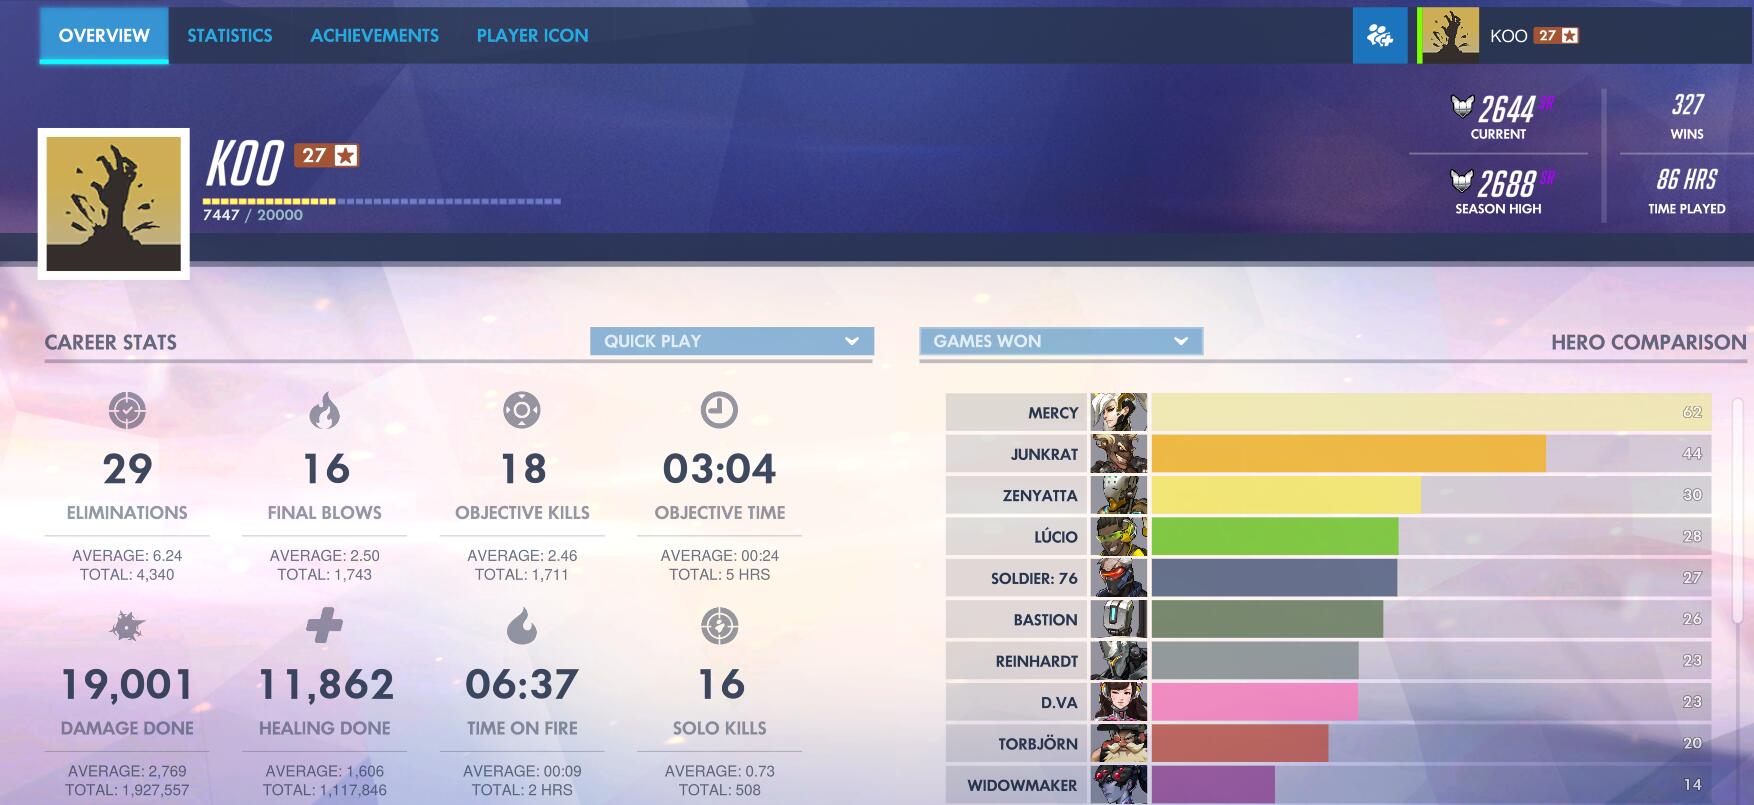 OVERVIEW STATISTICS ACHIEVEMENTS PLAYER ICON
KOO 27
2644 SR
CURRENT
327
WINS
2688 SR
SEASON HIGH
86 HRS
TIME PLAYED
KOO 27
7447 / 20000
CAREER STATS
QUICK PLAY
29
ELIMINATIONS
AVERAGE: 6.24
TOTAL: 4,340
16
FINAL BLOWS
AVERAGE: 2.50
TOTAL: 1,743
18
OBJECTIVE KILLS
AVERAGE: 2.46
TOTAL: 1,711
03:04
OBJECTIVE TIME
AVERAGE: 00:24
TOTAL: 5 HRS
19,001
DAMAGE DONE
AVERAGE: 2,769
TOTAL: 1,927,557
11,862
HEALING DONE
AVERAGE: 1,606
TOTAL: 1,117,846
06:37
TIME ON FIRE
AVERAGE: 00:09
TOTAL: 2 HRS
16
SOLO KILLS
AVERAGE: 0.73
TOTAL: 508
GAMES WON
HERO COMPARISON
MERCY 62
JUNKRAT 44
ZENYATTA 30
LÚCIO 28
SOLDIER: 76 27
BASTION 26
REINHARDT 23
D.VA 23
TORBJÖRN 20
WIDOWMAKER 14